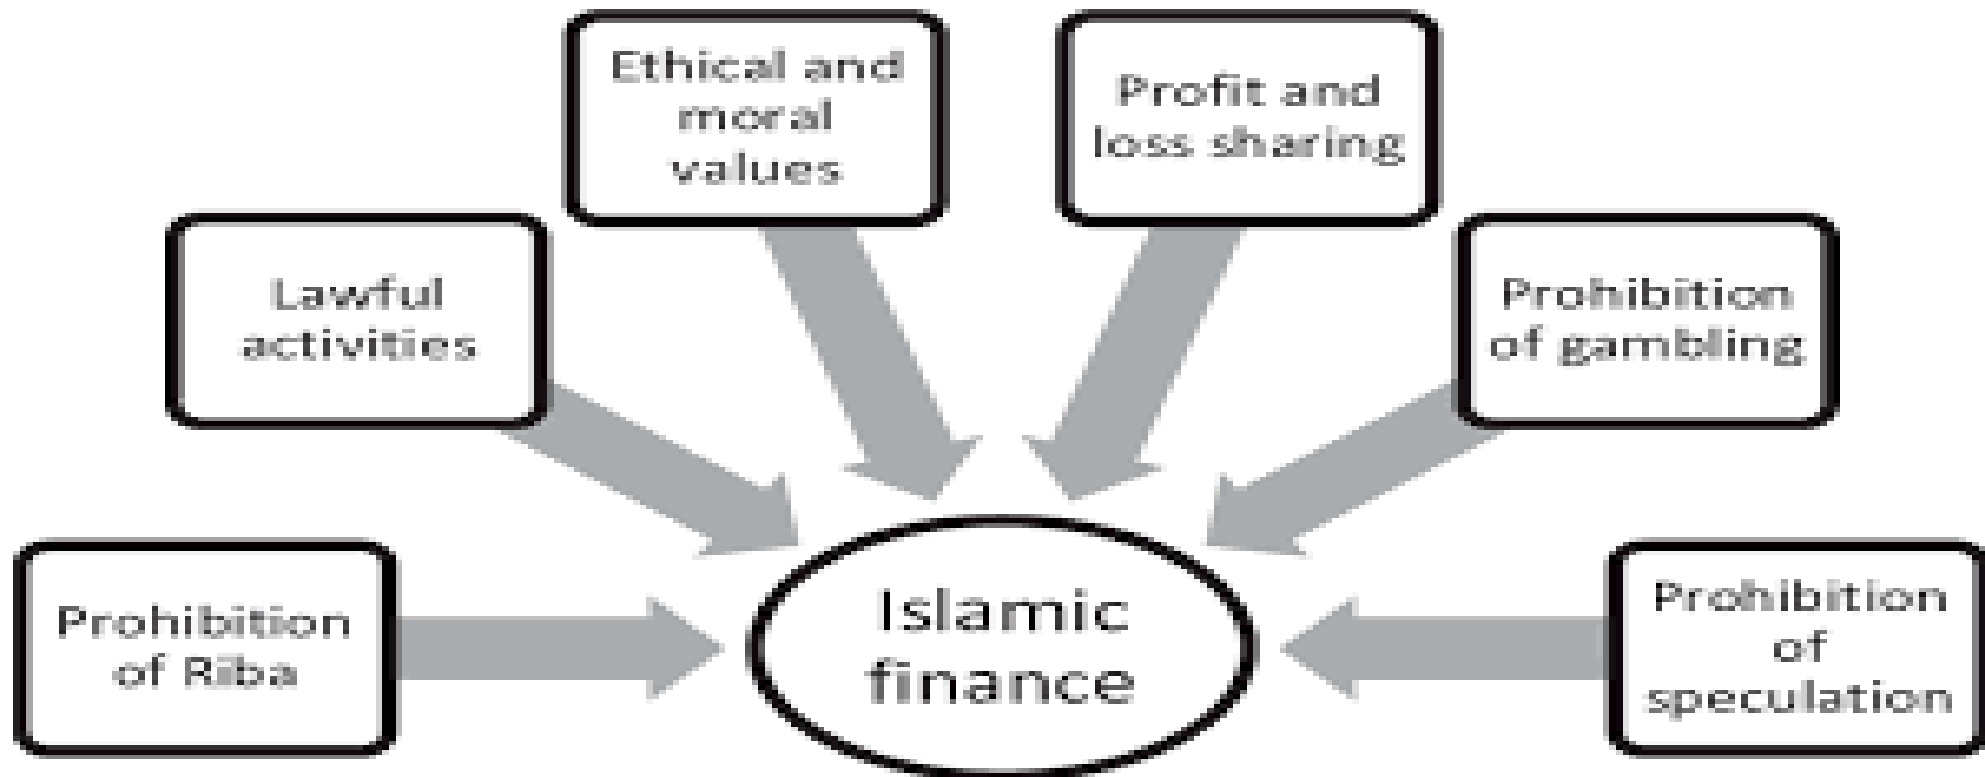 Ethical and
moral
values
Profit and
loss sharing
Lawful
activities
Prohibition
of gambling
Prohibition
of Riba
Islamic
finance
Prohibition
of
speculation